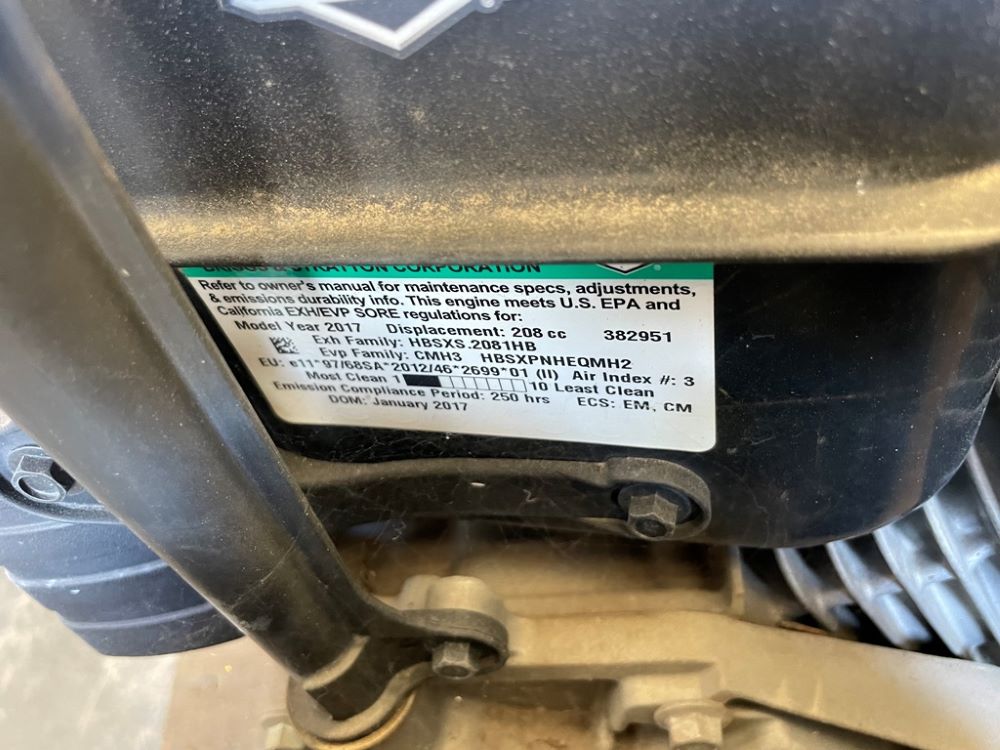 BRIGGS & STRATTON CORPORATION
®
Refer to owner's manual for maintenance specs, adjustments,
& emissions durability info. This engine meets U.S. EPA and
California EXH/EVP SORE regulations for:
Model Year 2017 Displacement: 208 cc 382951
Exh Family: HBSXS.2081HB
Evp Family: CMH3 HBSXPNHEQMH2
EU: e11*97/68SA*2012/46*2699*01 (II) Air Index #: 3
Most Clean 1 10 Least Clean
Emission Compliance Period: 250 hrs ECS: EM, CM
DOM: January 2017